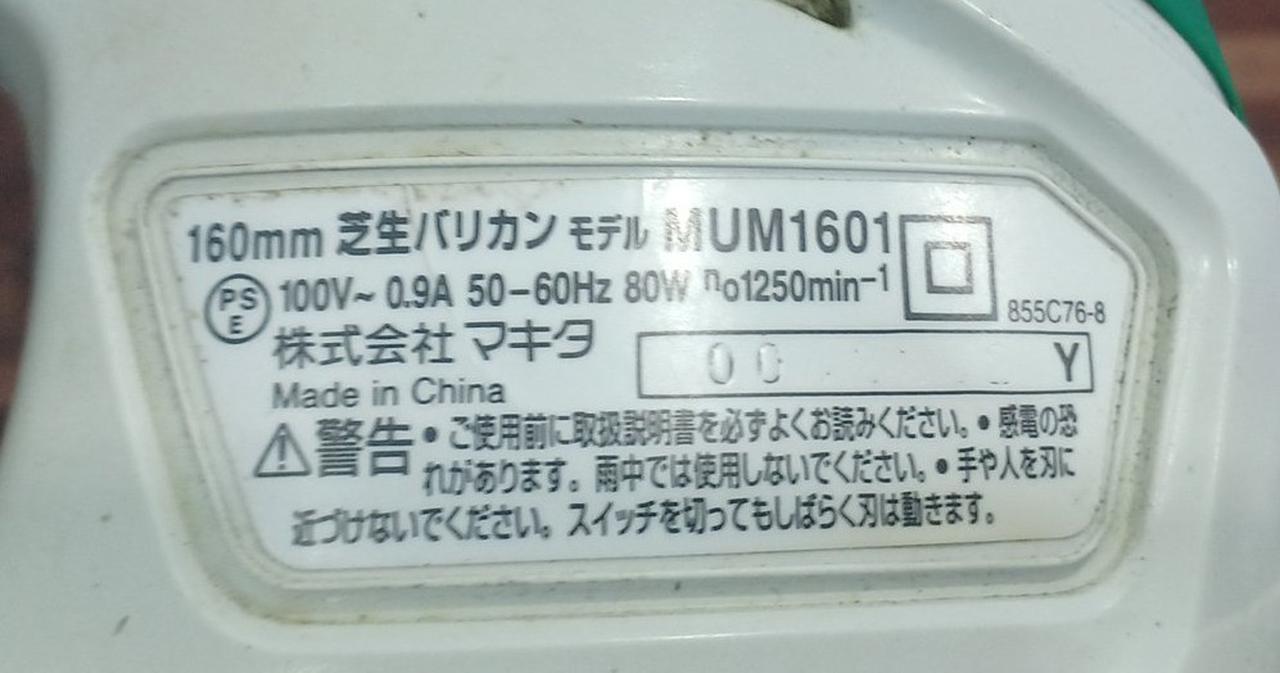 160mm 芝生バリカン モデル MUM1601
PS E 100V~ 0.9A 50-60Hz 80W no1250min-1
855C76-8
株式会社 マキタ
00 Y
Made in China
⚠警告 • ご使用前に取扱説明書を必ずよくお読みください。• 感電の恐
れがあります。雨中では使用しないでください。• 手や人を刃に
近づけないでください。スイッチを切ってもしばらく刃は動きます。